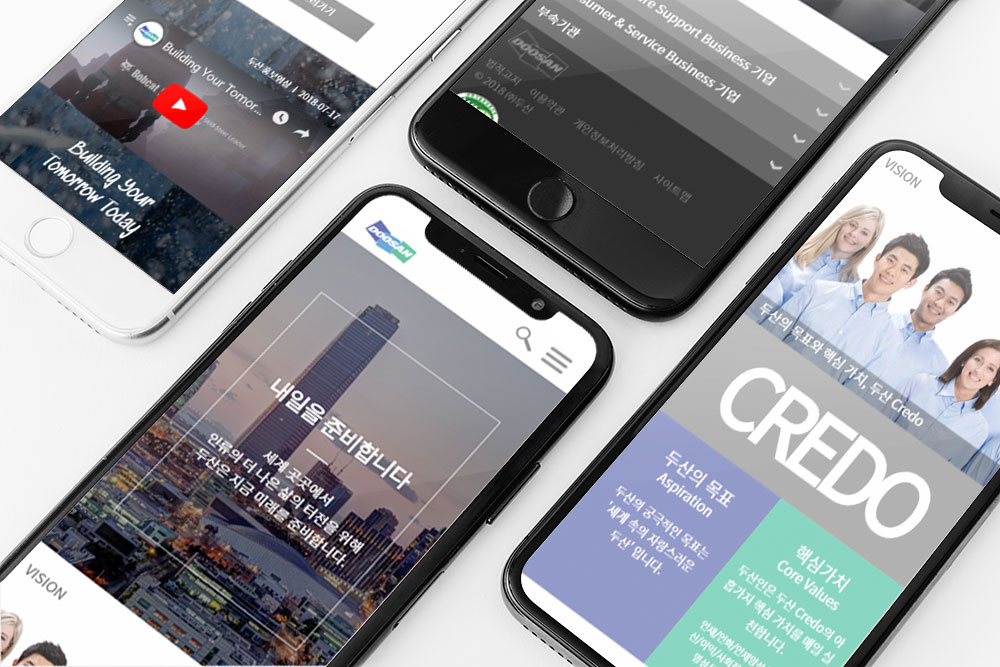 Building Your Tomor...
두산홍보영상 | 2018-07-17
Bobcat
Building Your
Tomorrow Today
Support Business 기업
& Service Business 기업
부속기관
DOOSAN
법적고지
이용약관
개인정보처리방침
사이트맵
© 2018 ㈜두산
DOOSAN
내일을 준비합니다
세계 곳곳에서
인류의 더 나은 삶의 터전을 위해
두산은 지금 미래를 준비합니다.
VISION
VISION
두산의 목표와 핵심 가치, 두산 Credo
CREDO
두산의 목표
Aspiration
두산의 궁극적인 목표는
'세계 속의 자랑스러운
두산' 입니다.
핵심가치
Core Values
두산인은 두산 Credo의 아
홉가지 핵심 가치를 매일 실
천합니다.